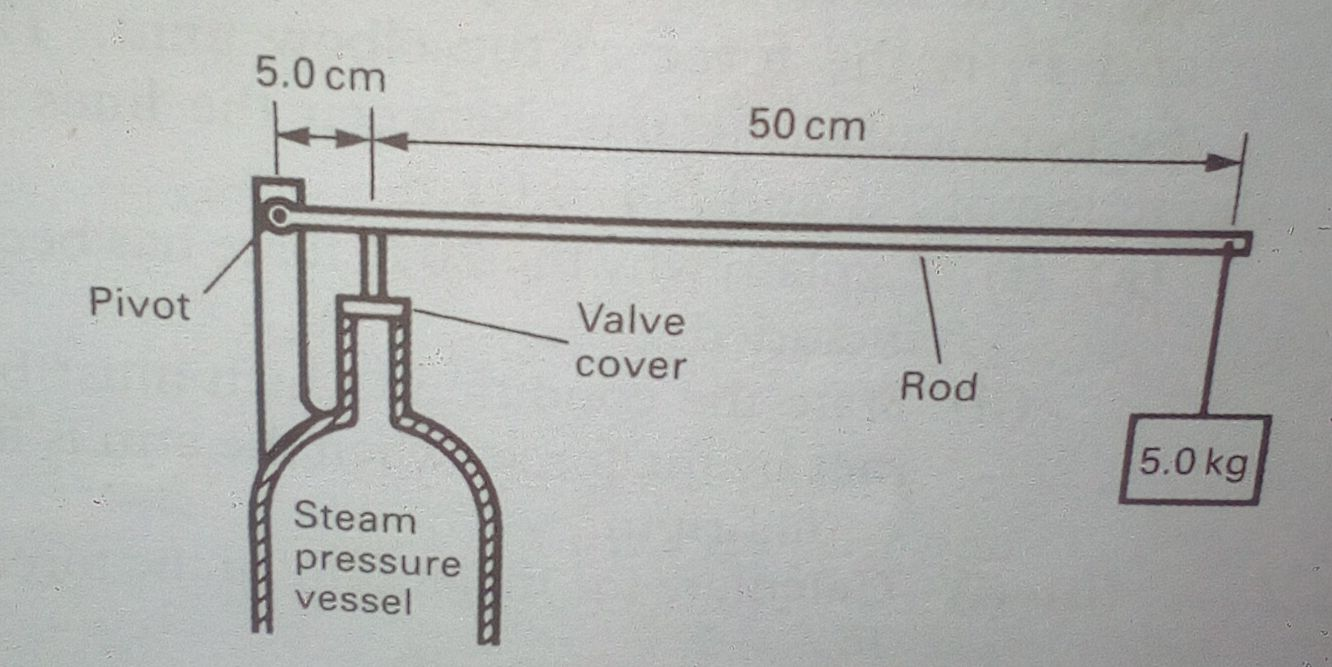 5.0 cm
50 cm
Pivot
Valve
cover
Rod
5.0 kg
Steam
pressure
vessel